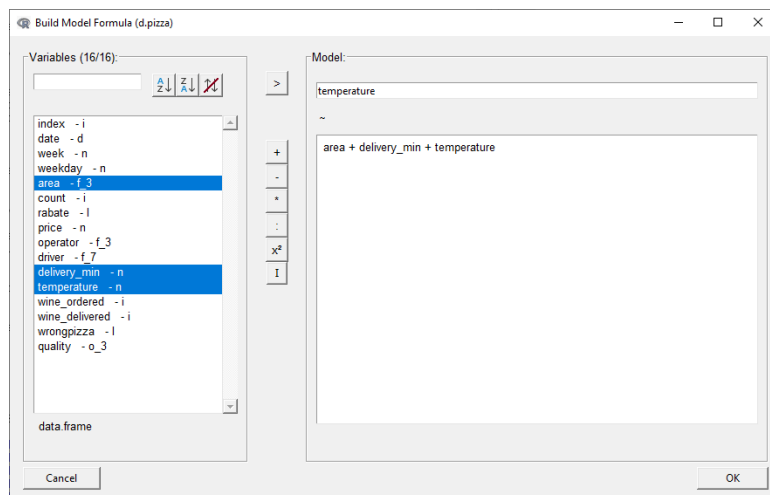 Build Model Formula (d.pizza)
Variables (16/16):
index - i
date - d
week - n
weekday - n
area - f_3
count - i
rabate - l
price - n
operator - f_3
driver - f_7
delivery_min - n
temperature - n
wine_ordered - i
wine_delivered - i
wrongpizza - l
quality - o_3
data.frame
Cancel
>
+
-
*
:
x²
I
Model:
temperature
~
area + delivery_min + temperature
OK